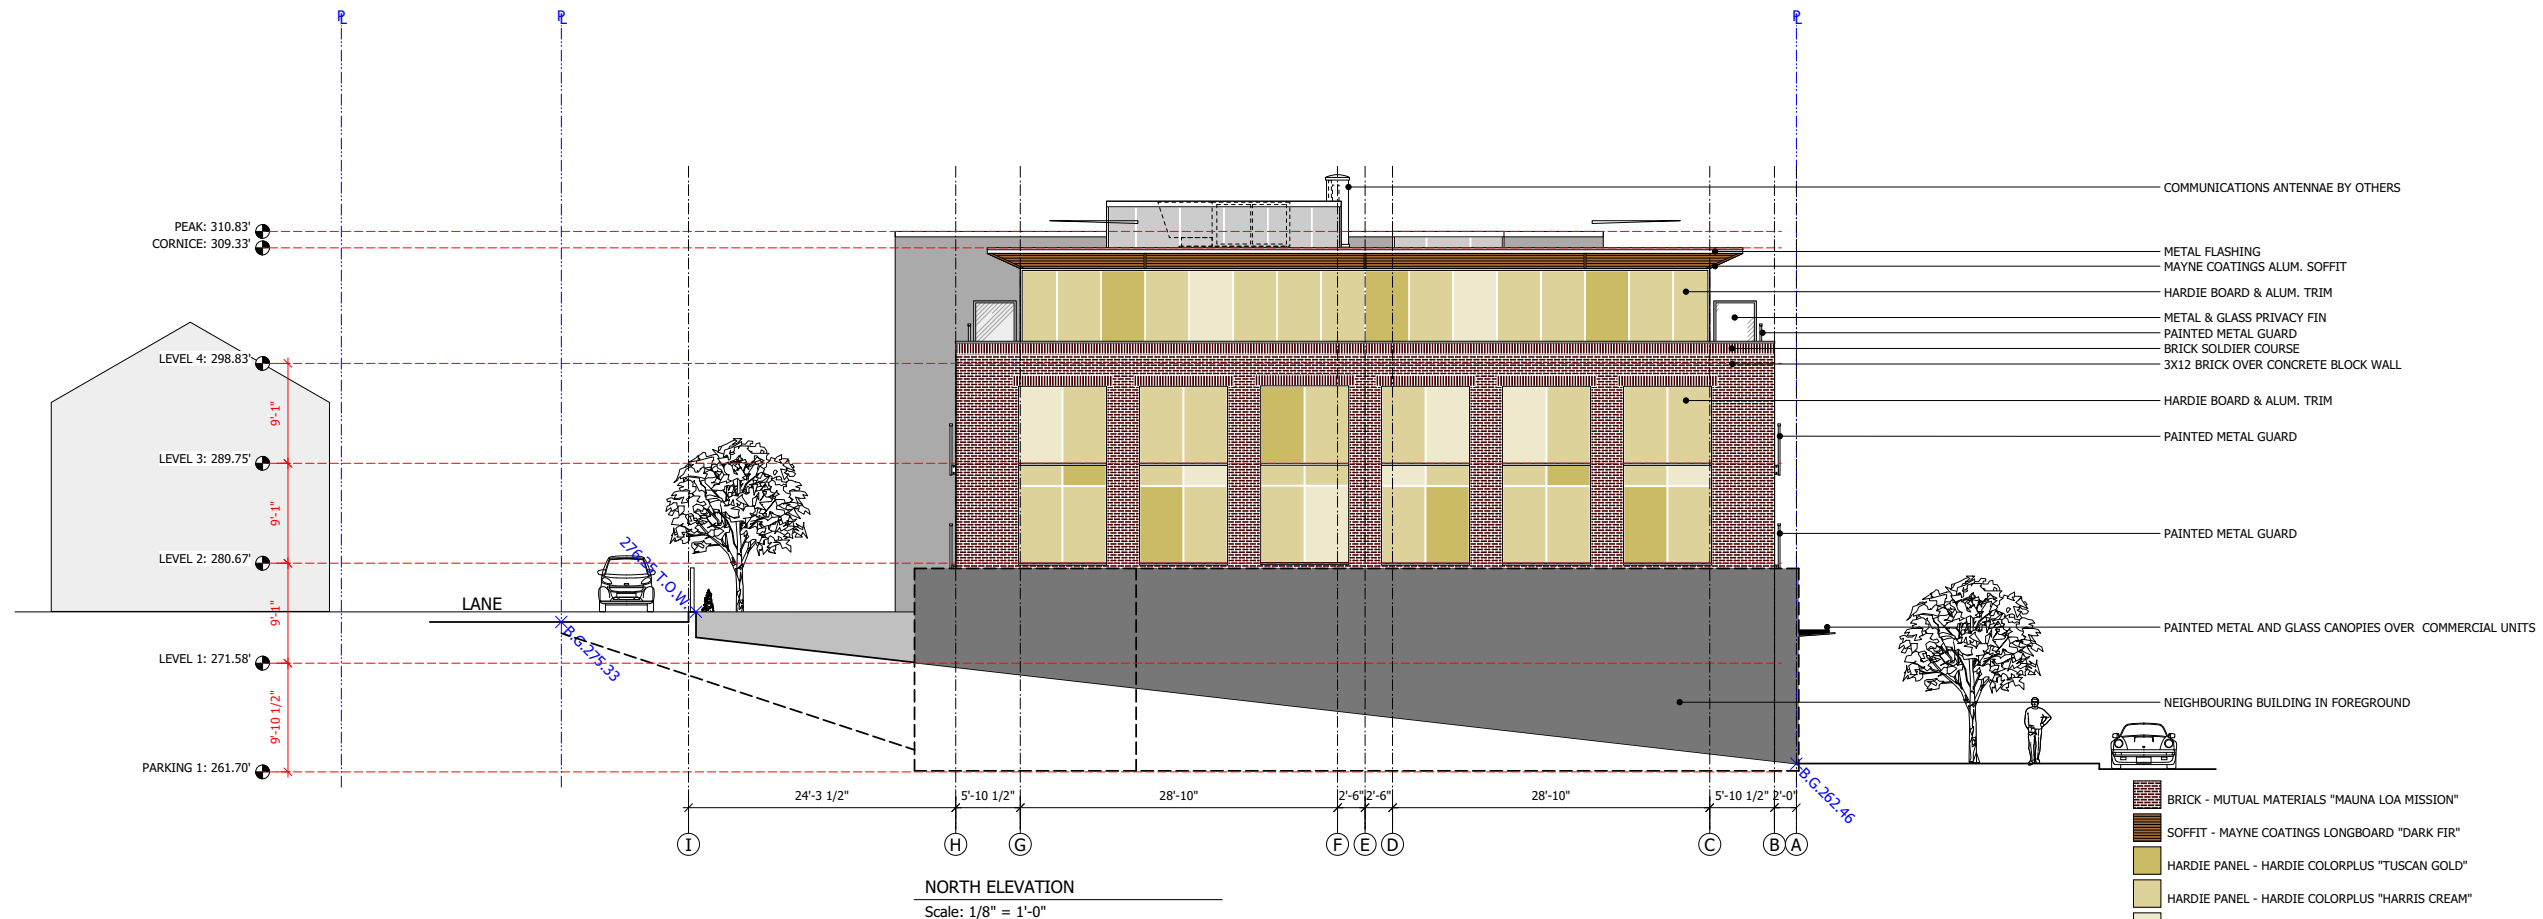 PL
PL
PL
COMMUNICATIONS ANTENNAE BY OTHERS
PEAK: 310.83'
CORNICE: 309.33'
METAL FLASHING
MAYNE COATINGS ALUM. SOFFIT
HARDIE BOARD & ALUM. TRIM
METAL & GLASS PRIVACY FIN
PAINTED METAL GUARD
BRICK SOLDIER COURSE
LEVEL 4: 298.83'
3X12 BRICK OVER CONCRETE BLOCK WALL
HARDIE BOARD & ALUM. TRIM
9'-1"
PAINTED METAL GUARD
LEVEL 3: 289.75'
9'-1"
PAINTED METAL GUARD
LEVEL 2: 280.67'
276.25 T.O.W.
LANE
9'-1"
B.G.275.33
PAINTED METAL AND GLASS CANOPIES OVER COMMERCIAL UNITS
LEVEL 1: 271.58'
9'-10 1/2"
NEIGHBOURING BUILDING IN FOREGROUND
PARKING 1: 261.70'
B.G.262.46
24'-3 1/2"
5'-10 1/2"
28'-10"
2'-6"
2'-6"
28'-10"
5'-10 1/2"
2'-0"
I
H
G
F
E
D
C
B
A
BRICK - MUTUAL MATERIALS "MAUNA LOA MISSION"
SOFFIT - MAYNE COATINGS LONGBOARD "DARK FIR"
HARDIE PANEL - HARDIE COLORPLUS "TUSCAN GOLD"
HARDIE PANEL - HARDIE COLORPLUS "HARRIS CREAM"
NORTH ELEVATION
Scale: 1/8" = 1'-0"